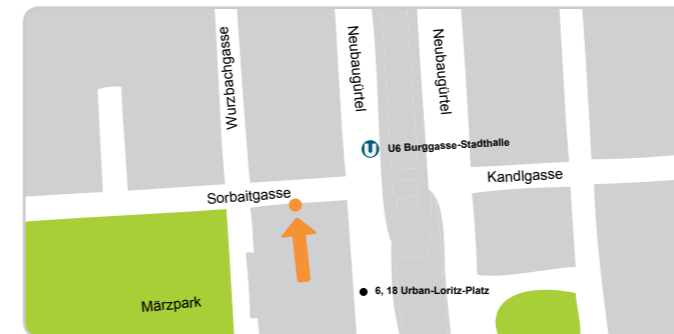 Wurzbachgasse
Neubaugürtel
Neubaugürtel
U
U6 Burggasse-Stadthalle
Kandlgasse
Sorbaitgasse
6, 18 Urban-Loritz-Platz
Märzpark